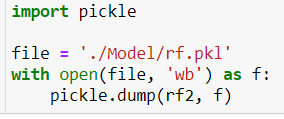 import pickle

file = './Model/rf.pkl'
with open(file, 'wb') as f:
    pickle.dump(rf2, f)